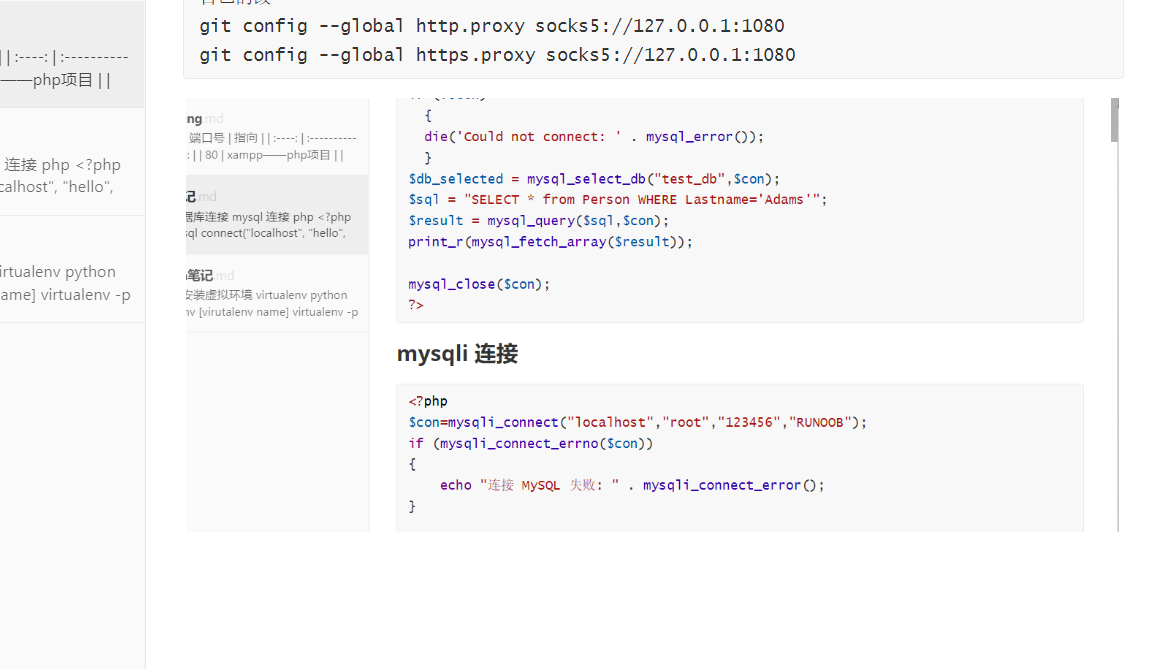 git config --global http.proxy socks5://127.0.0.1:1080
git config --global https.proxy socks5://127.0.0.1:1080
| | :----: | :----------
——php项目 | |
连接 php <?php
calhost", "hello",
irtualenv python
ame] virtualenv -p
ng.md
端口号 | 指向 | | :----: | :----------
: | | 80 | xampp——php项目 | |
记.md
据库连接 mysql 连接 php <?php
sql connect("localhost", "hello",
笔记.md
安装虚拟环境 virtualenv python
nv [virutalenv name] virtualenv -p
{
die('Could not connect: ' . mysql_error());
}
$db_selected = mysql_select_db("test_db",$con);
$sql = "SELECT * from Person WHERE Lastname='Adams'";
$result = mysql_query($sql,$con);
print_r(mysql_fetch_array($result));
mysql_close($con);
?>
mysqli 连接
<?php
$con=mysqli_connect("localhost","root","123456","RUNOOB");
if (mysqli_connect_errno($con))
{
echo "连接 MySQL 失败: " . mysqli_connect_error();
}